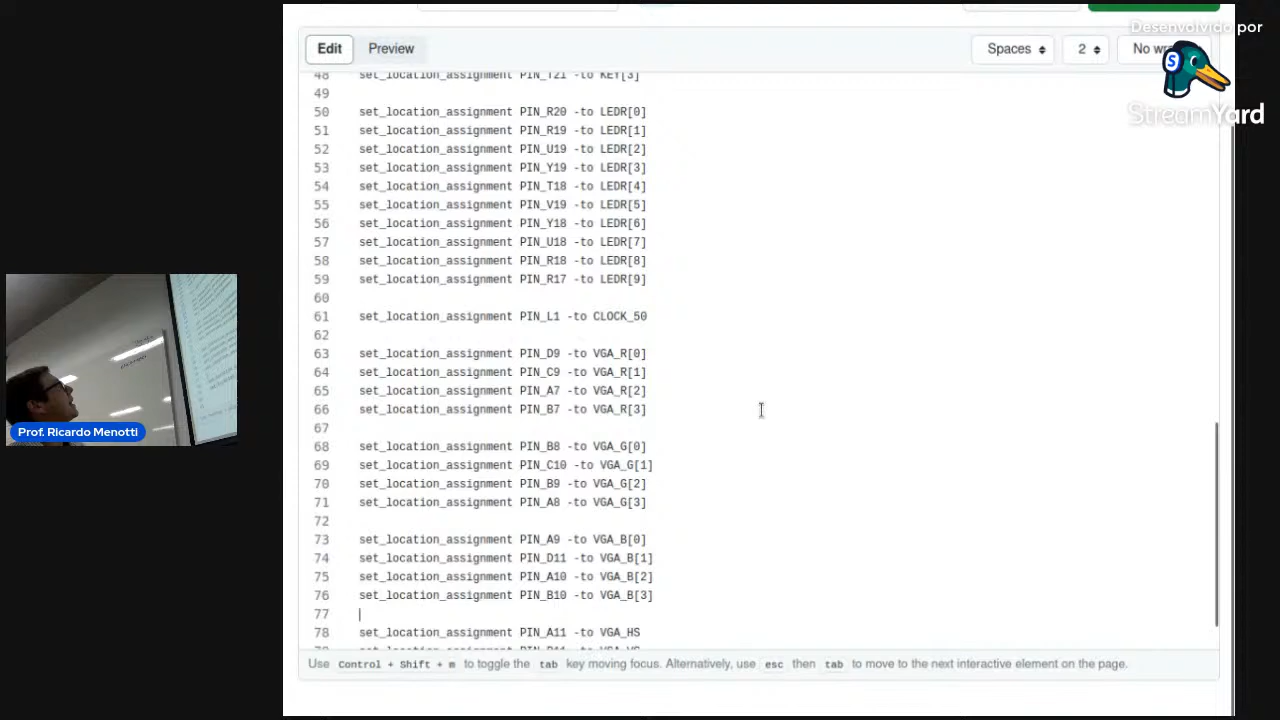 Desenvolvido por
StreamYard
Edit Preview Spaces 2 No wr
48 set_location_assignment PIN_T21 -to KEY[3]
49
50 set_location_assignment PIN_R20 -to LEDR[0]
51 set_location_assignment PIN_R19 -to LEDR[1]
52 set_location_assignment PIN_U19 -to LEDR[2]
53 set_location_assignment PIN_Y19 -to LEDR[3]
54 set_location_assignment PIN_T18 -to LEDR[4]
55 set_location_assignment PIN_V19 -to LEDR[5]
56 set_location_assignment PIN_Y18 -to LEDR[6]
57 set_location_assignment PIN_U18 -to LEDR[7]
58 set_location_assignment PIN_R18 -to LEDR[8]
59 set_location_assignment PIN_R17 -to LEDR[9]
60
61 set_location_assignment PIN_L1 -to CLOCK_50
62
63 set_location_assignment PIN_D9 -to VGA_R[0]
64 set_location_assignment PIN_C9 -to VGA_R[1]
65 set_location_assignment PIN_A7 -to VGA_R[2]
66 set_location_assignment PIN_B7 -to VGA_R[3]
67
68 set_location_assignment PIN_B8 -to VGA_G[0]
69 set_location_assignment PIN_C10 -to VGA_G[1]
70 set_location_assignment PIN_B9 -to VGA_G[2]
71 set_location_assignment PIN_A8 -to VGA_G[3]
72
73 set_location_assignment PIN_A9 -to VGA_B[0]
74 set_location_assignment PIN_D11 -to VGA_B[1]
75 set_location_assignment PIN_A10 -to VGA_B[2]
76 set_location_assignment PIN_B10 -to VGA_B[3]
77
78 set_location_assignment PIN_A11 -to VGA_HS
Use Control + Shift + m to toggle the tab key moving focus. Alternatively, use esc then tab to move to the next interactive element on the page.
Prof. Ricardo Menotti